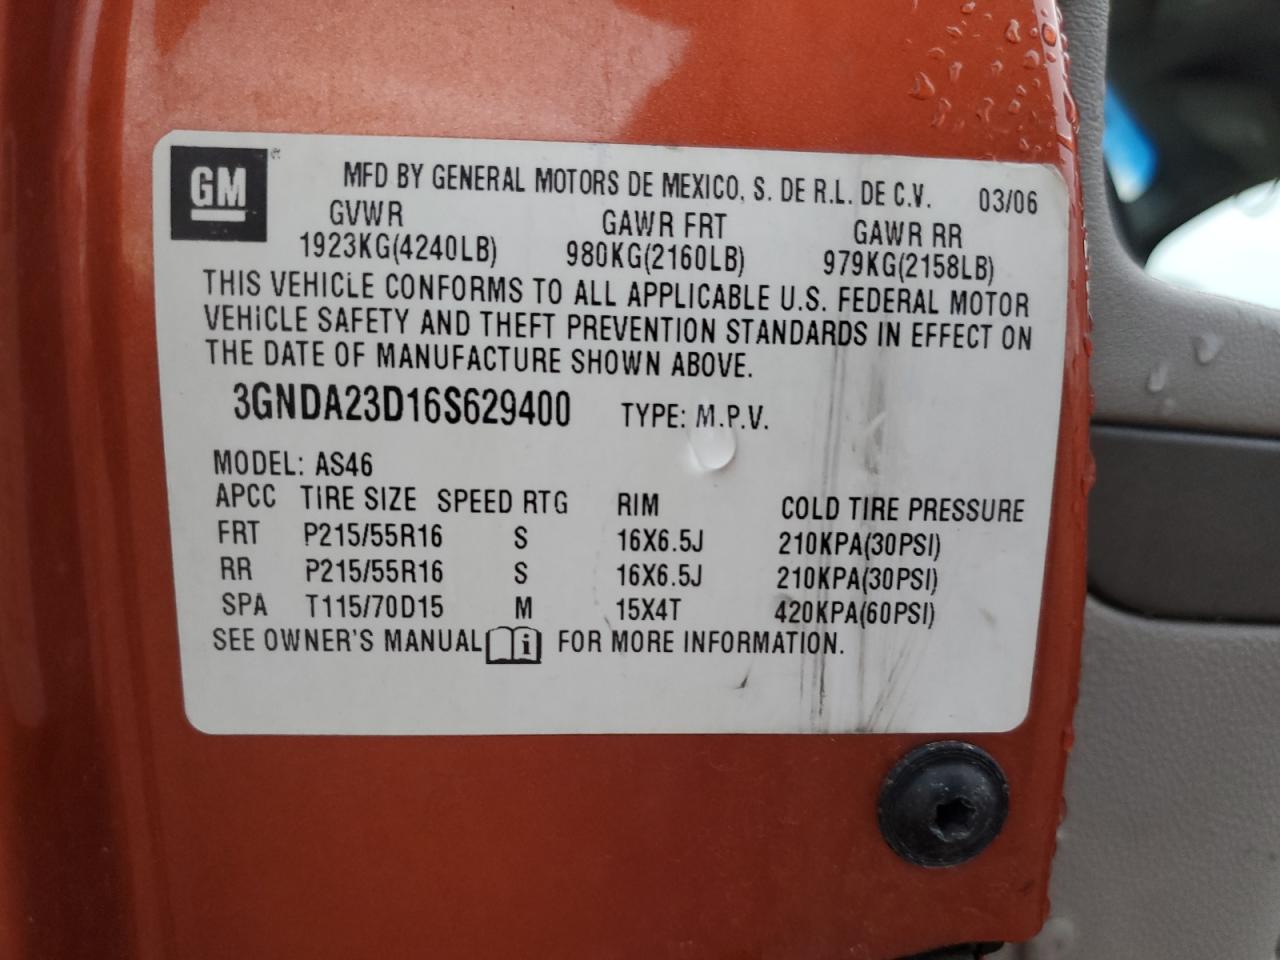 GM MFD BY GENERAL MOTORS DE MEXICO, S. DE R.L. DE C.V. 03/06
GVWR GAWR FRT GAWR RR
1923KG(4240LB) 980KG(2160LB) 979KG(2158LB)
THIS VEHICLE CONFORMS TO ALL APPLICABLE U.S. FEDERAL MOTOR
VEHICLE SAFETY AND THEFT PREVENTION STANDARDS IN EFFECT ON
THE DATE OF MANUFACTURE SHOWN ABOVE.
3GNDA23D16S629400 TYPE: M.P.V.
MODEL: AS46
APCC TIRE SIZE SPEED RTG RIM COLD TIRE PRESSURE
FRT P215/55R16 S 16X6.5J 210KPA(30PSI)
RR P215/55R16 S 16X6.5J 210KPA(30PSI)
SPA T115/70D15 M 15X4T 420KPA(60PSI)
SEE OWNER'S MANUAL i FOR MORE INFORMATION.